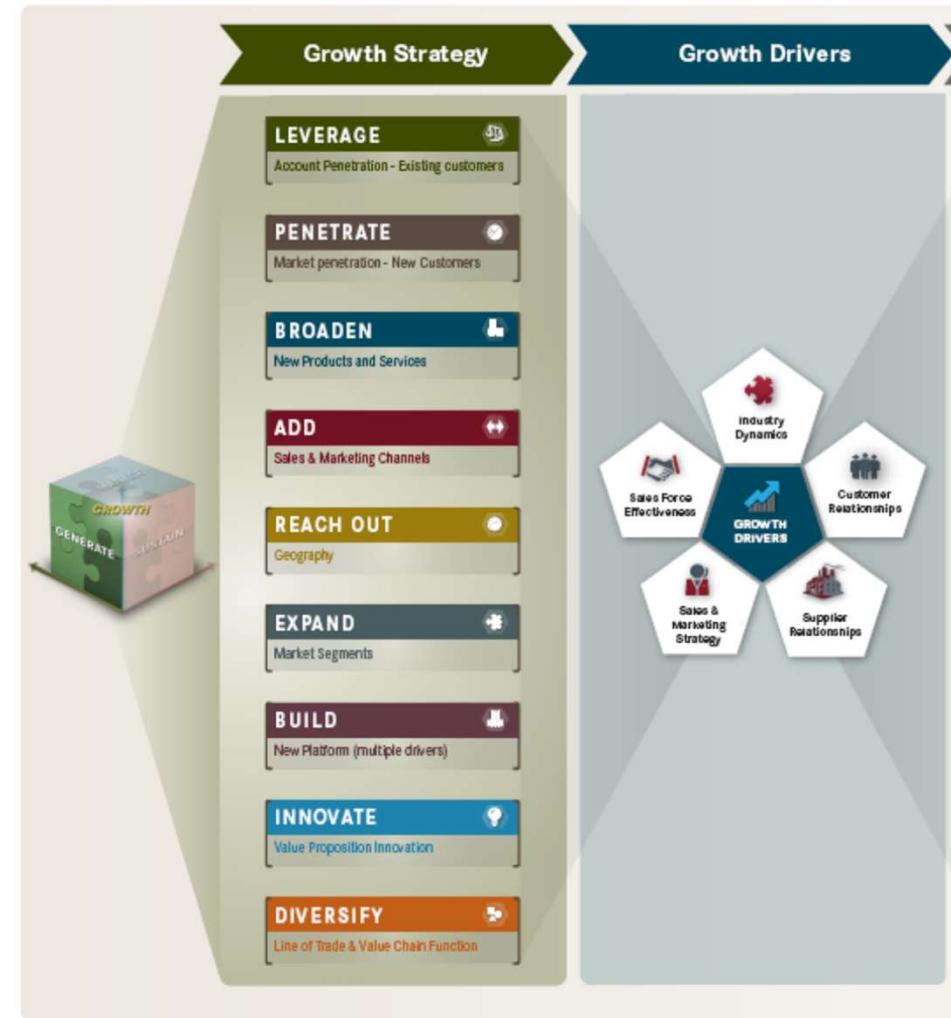 Growth Strategy
Growth Drivers
LEVERAGE
Account Penetration - Existing customers
PENETRATE
Market penetration - New Customers
BROADEN
New Products and Services
ADD
Sales & Marketing Channels
REACH OUT
Geography
EXPAND
Market Segments
BUILD
New Platform (multiple drivers)
INNOVATE
Value Proposition Innovation
DIVERSIFY
Line of Trade & Value Chain Function
GROWTH
GENERATE
SUSTAIN
Industry
Dynamics
Sales Force
Effectiveness
Customer
Relationships
GROWTH
DRIVERS
Sales &
Marketing
Strategy
Supplier
Relationships